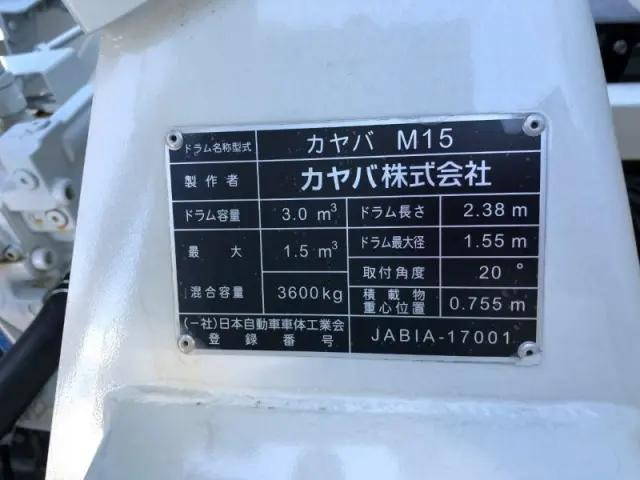 ドラム名称型式 カヤバ M15
製作者 カヤバ株式会社
ドラム容量 3.0 m³ ドラム長さ 2.38 m
最大 1.5 m³ ドラム最大径 1.55 m
混合容量 3600kg 取付角度 20°
積載物
重心位置 0.755 m
(一社)日本自動車車体工業会
登録番号 JABIA-17001